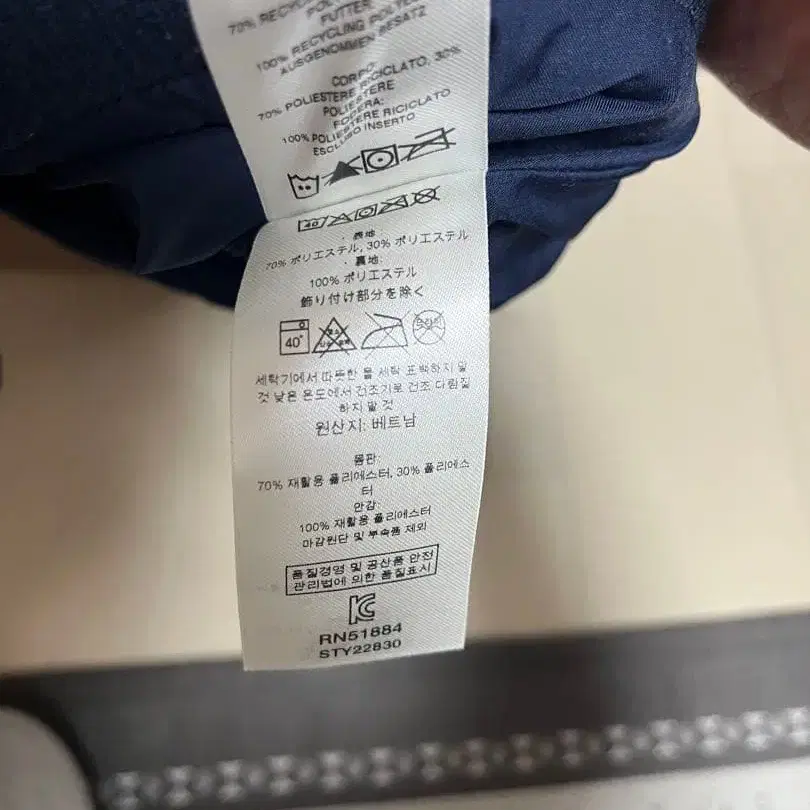 70% RECYCLING
FUTTER:
100% RECYCLING POLYESTER
AUSGENOMMEN BESATZ
CORPO:
70% POLIESTERE RICICLATO, 30%
POLIESTERE
FODERA:
100% POLIESTERE RICICLATO
ESCLUSO INSERTO
40
· 表地:
70% ポリエステル, 30% ポリエステル
· 裏地:
100% ポリエステル
飾り付け部分を除く
40°
세탁기에서 따뜻한 물 세탁 표백하지 말
것 낮은 온도에서 건조기로 건조 다림질
하지 말 것
원산지: 베트남
몸판:
70% 재활용 폴리에스터, 30% 폴리에스
터
안감:
100% 재활용 폴리에스터
마감원단 및 부속품 제외
품질경영 및 공산품 안전
관리법에 의한 품질표시
RN51884
STY22830